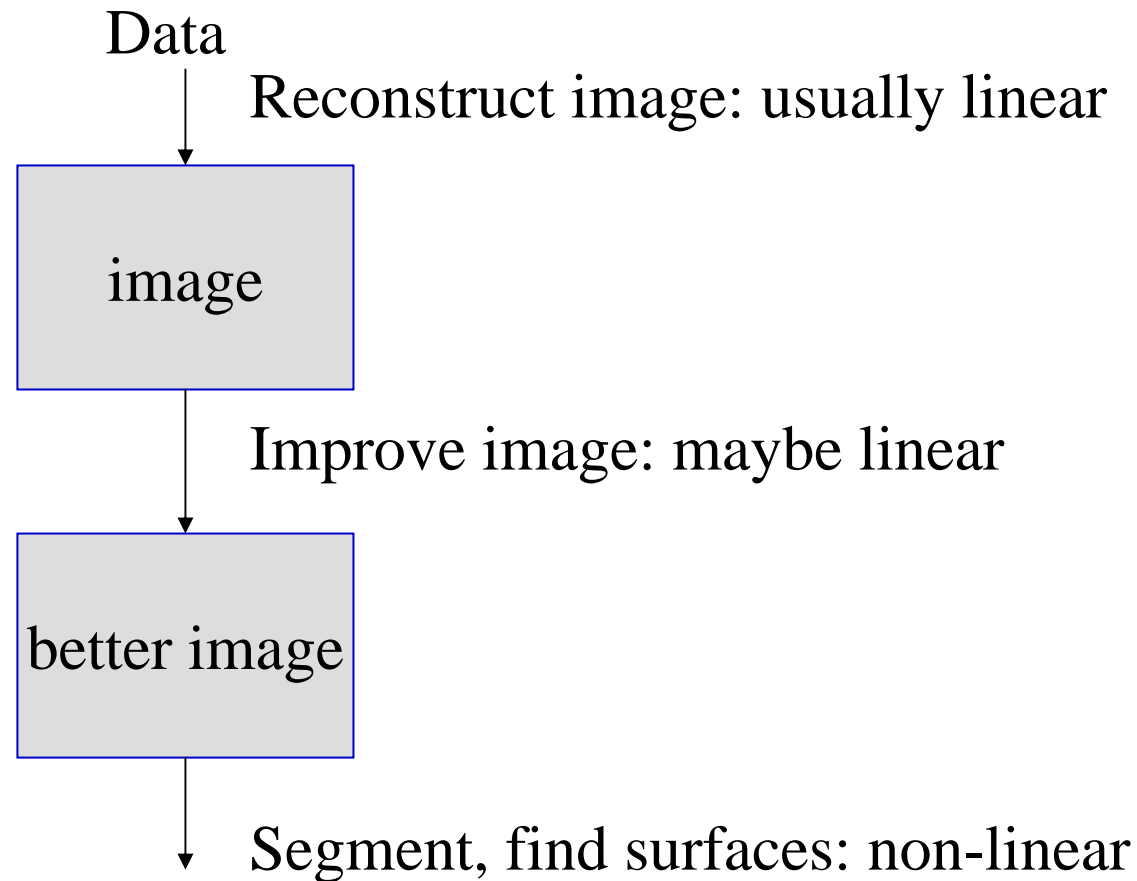 Data
Reconstruct image: usually linear
image
Improve image: maybe linear
better image
Segment, find surfaces: non-linear